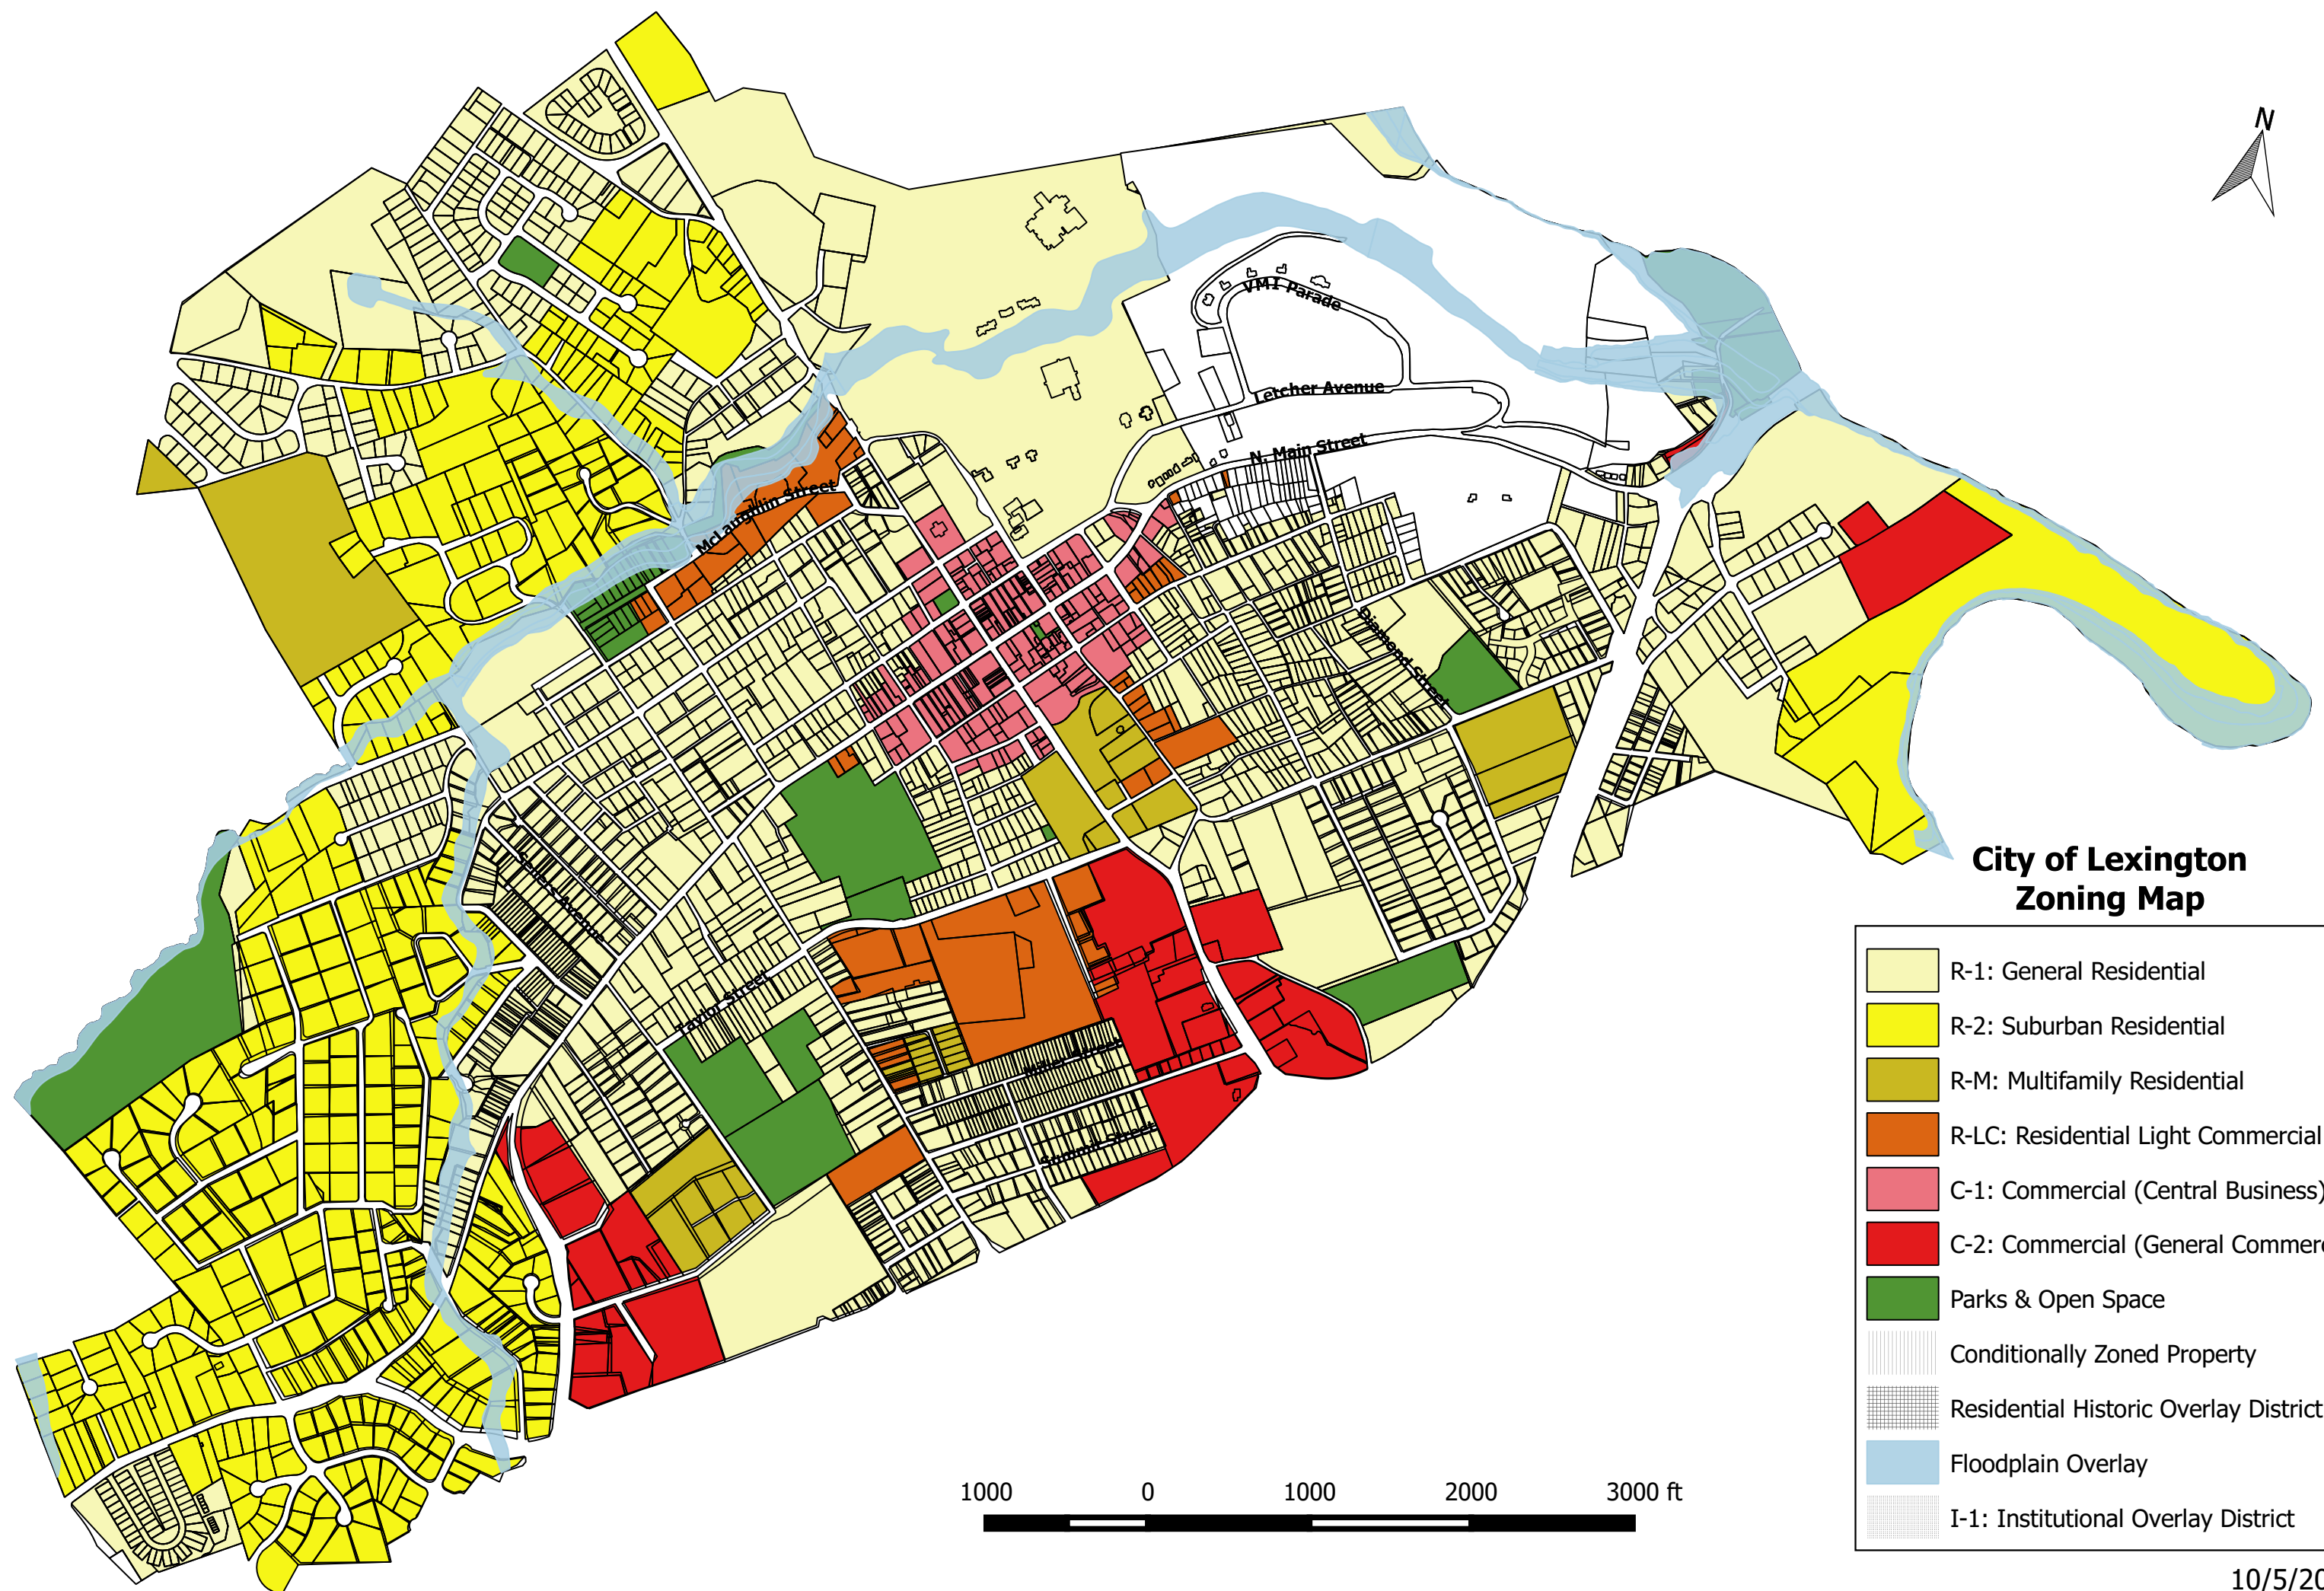 N
VMI Parade
Letcher Avenue
N. Main Street
McLaughlin Street
Diamond Street
Taylor Street
Summit Street
City of Lexington
Zoning Map
R-1: General Residential
R-2: Suburban Residential
R-M: Multifamily Residential
R-LC: Residential Light Commercial
C-1: Commercial (Central Business)
C-2: Commercial (General Commer
Parks & Open Space
Conditionally Zoned Property
Residential Historic Overlay District
Floodplain Overlay
I-1: Institutional Overlay District
1000 0 1000 2000 3000 ft
10/5/20